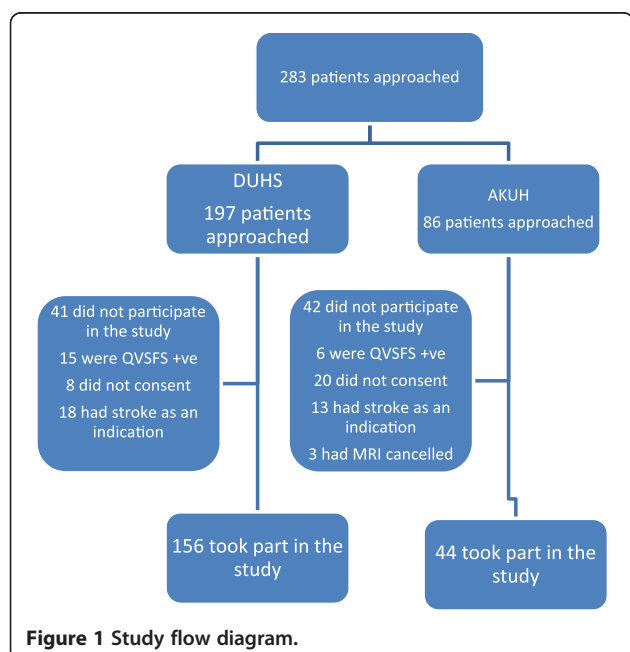 283 patients approached
DUHS
197 patients
approached
AKUH
86 patients approached
41 did not participate
in the study
15 were QVSFS +ve
8 did not consent
18 had stroke as an
indication
42 did not participate
in the study
6 were QVSFS +ve
20 did not consent
13 had stroke as an
indication
3 had MRI cancelled
156 took part in the
study
44 took part in the
study
Figure 1 Study flow diagram.